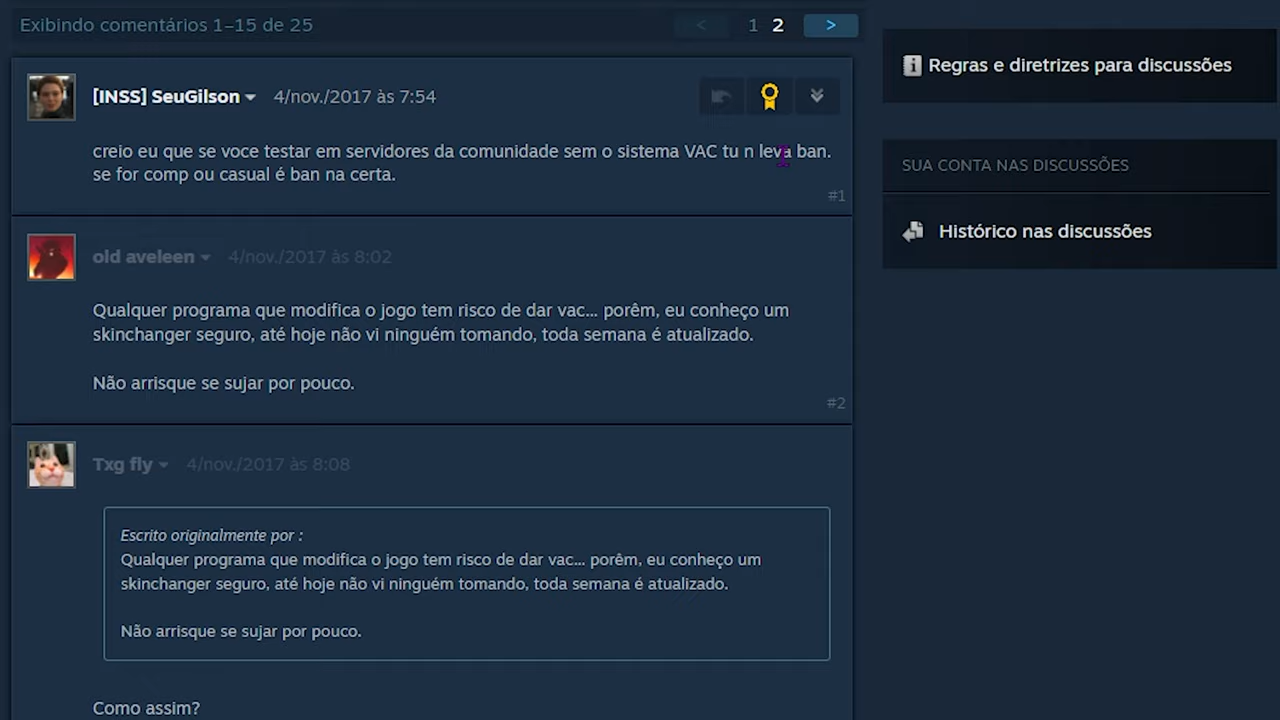 Exibindo comentários 1–15 de 25
< 1 2 >
[INSS] SeuGilson 4/nov./2017 às 7:54
creio eu que se voce testar em servidores da comunidade sem o sistema VAC tu n leva ban.
se for comp ou casual é ban na certa.
#1
old aveleen 4/nov./2017 às 8:02
Qualquer programa que modifica o jogo tem risco de dar vac... porêm, eu conheço um
skinchanger seguro, até hoje não vi ninguém tomando, toda semana é atualizado.
Não arrisque se sujar por pouco.
#2
Txg fly 4/nov./2017 às 8:08
Escrito originalmente por :
Qualquer programa que modifica o jogo tem risco de dar vac... porêm, eu conheço um
skinchanger seguro, até hoje não vi ninguém tomando, toda semana é atualizado.
Não arrisque se sujar por pouco.
Como assim?
Regras e diretrizes para discussões
SUA CONTA NAS DISCUSSÕES
Histórico nas discussões